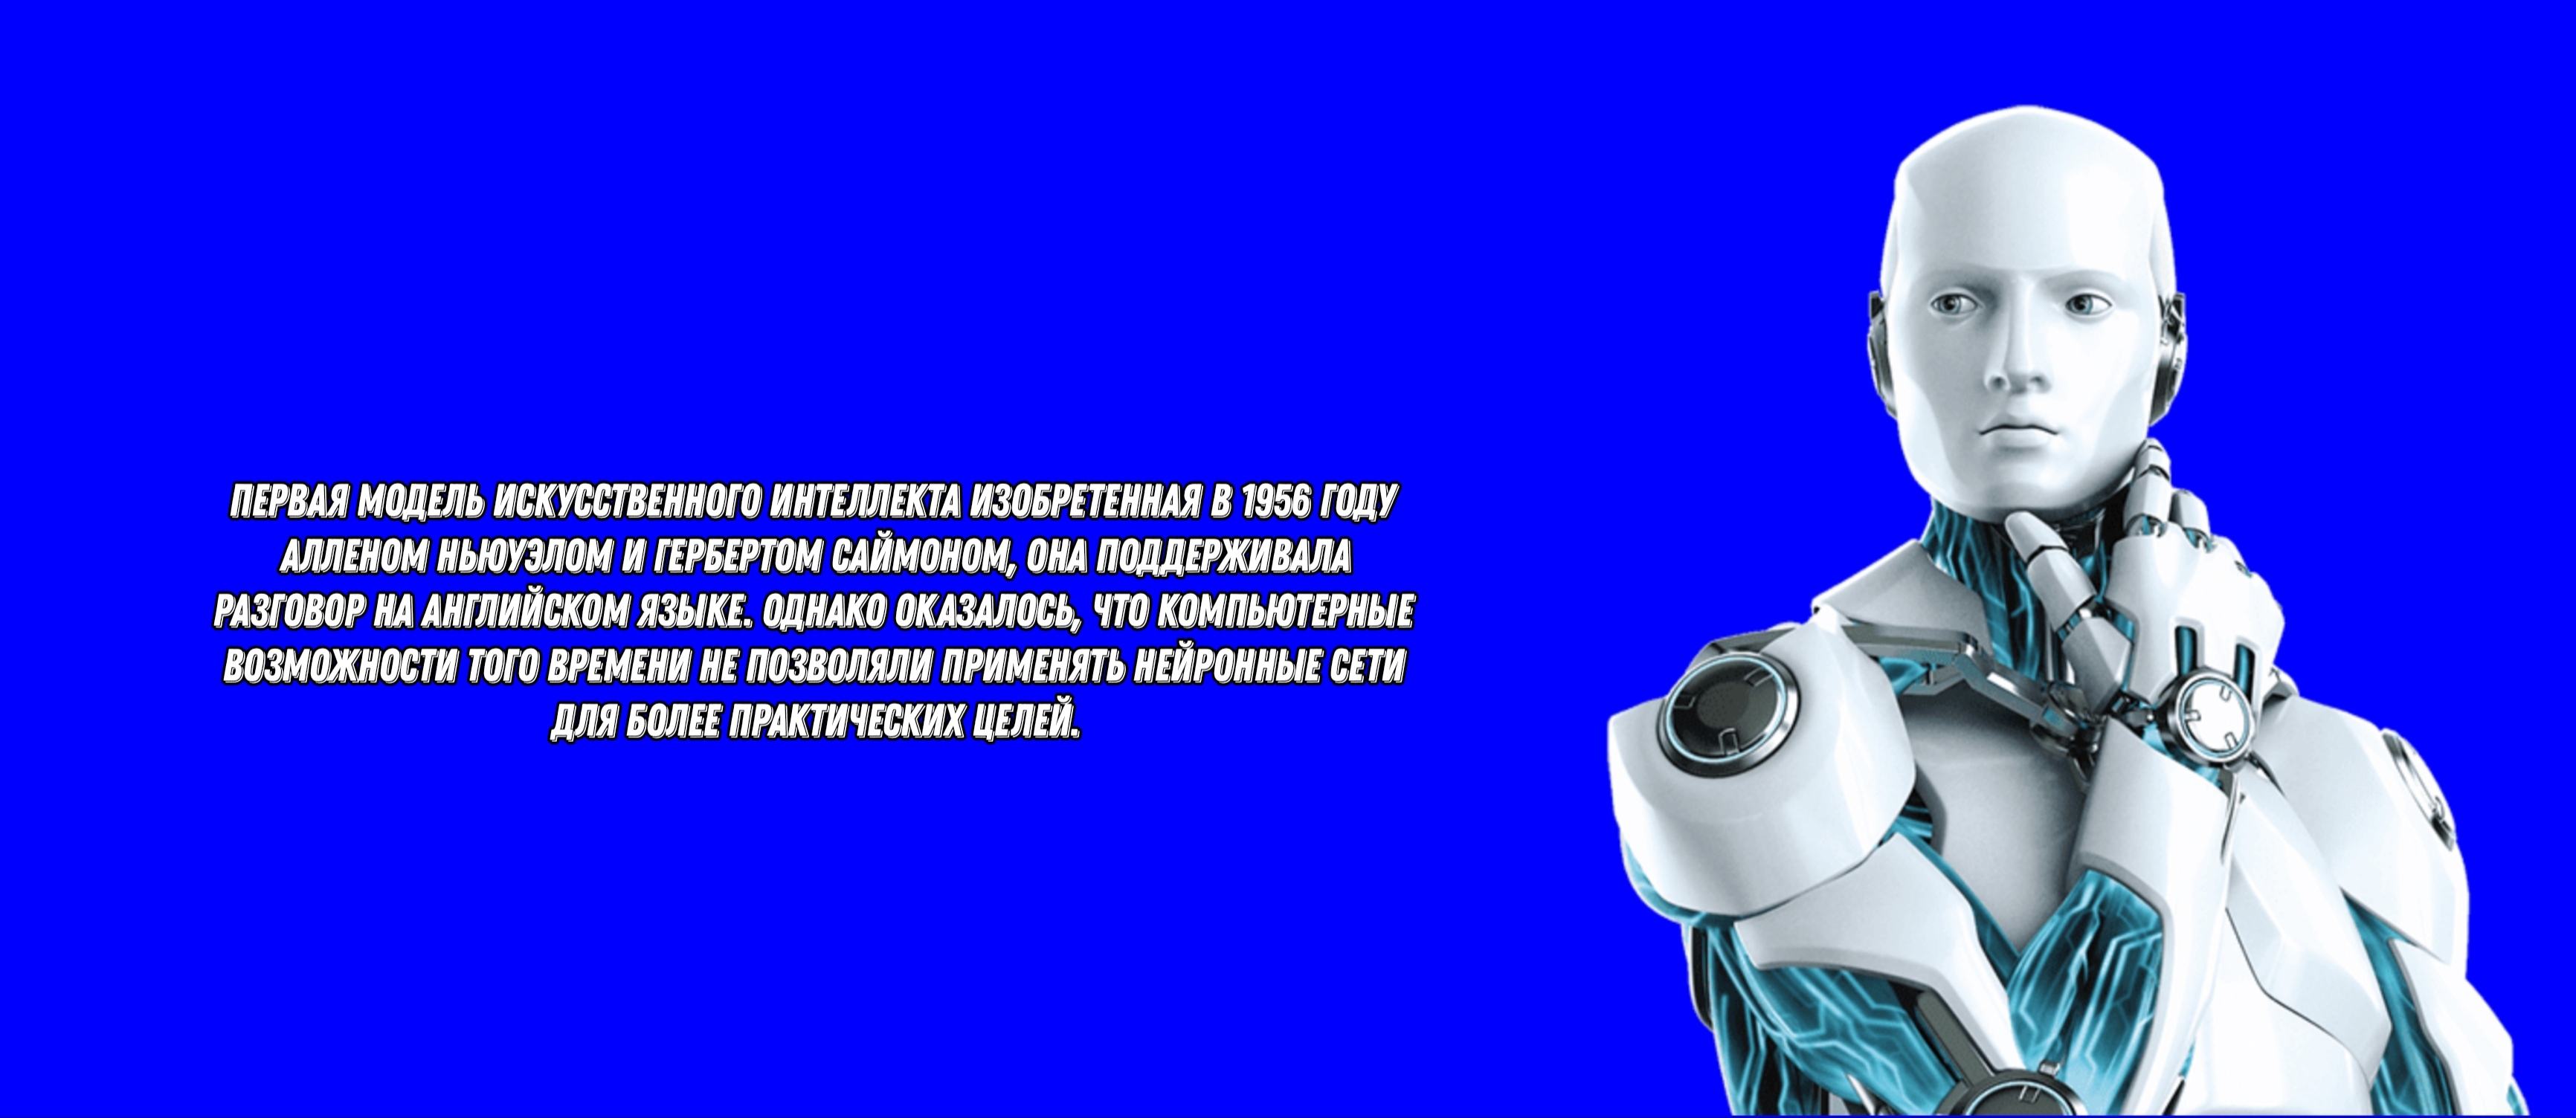 ПЕРВАЯ МОДЕЛЬ ИСКУССТВЕННОГО ИНТЕЛЛЕКТА ИЗОБРЕТЕННАЯ В 1956 ГОДУ
АЛЛЕНОМ НЬЮУЭЛОМ И ГЕРБЕРТОМ САЙМОНОМ, ОНА ПОДДЕРЖИВАЛА
РАЗГОВОР НА АНГЛИЙСКОМ ЯЗЫКЕ. ОДНАКО ОКАЗАЛОСЬ, ЧТО КОМПЬЮТЕРНЫЕ
ВОЗМОЖНОСТИ ТОГО ВРЕМЕНИ НЕ ПОЗВОЛЯЛИ ПРИМЕНЯТЬ НЕЙРОННЫЕ СЕТИ
ДЛЯ БОЛЕЕ ПРАКТИЧЕСКИХ ЦЕЛЕЙ.